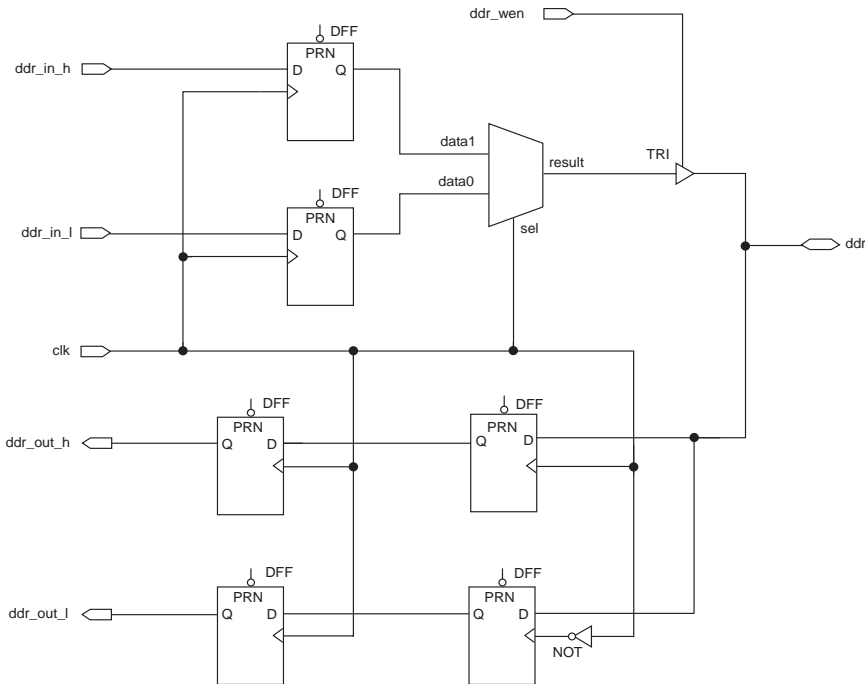 ddr_wen
DFF
PRN
ddr_in_h
D Q
data1
TRI
result
data0
DFF
PRN
ddr_in_l
D Q
sel
ddr
clk
DFF
PRN
ddr_out_h
Q D
DFF
PRN
Q D
DFF
PRN
ddr_out_l
Q D
DFF
PRN
Q D
NOT